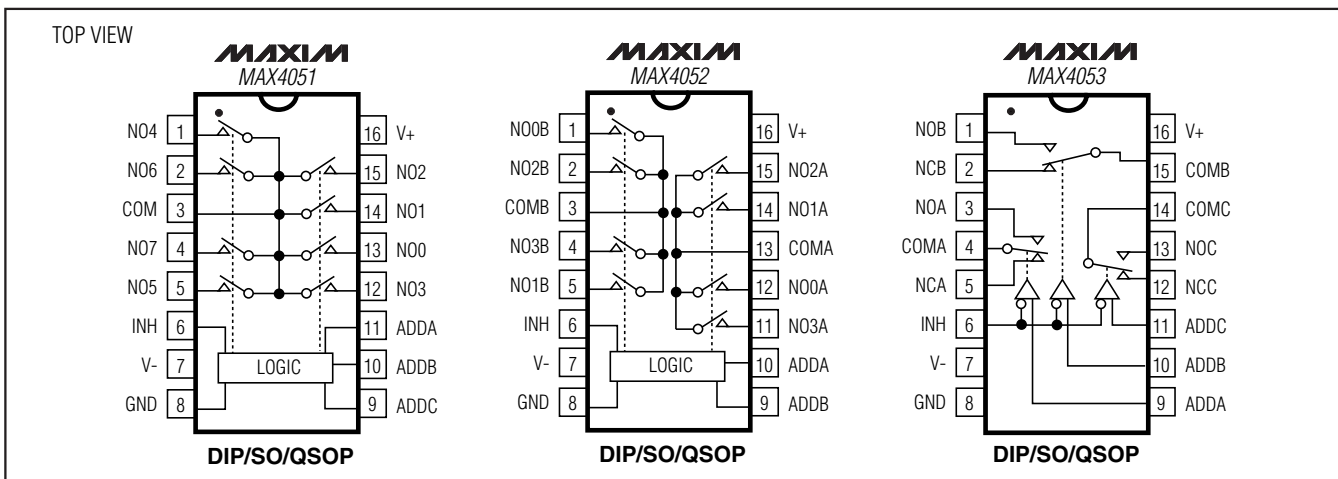 TOP VIEW
MAXIM
MAX4051
NO4 1 16 V+
NO6 2 15 NO2
COM 3 14 NO1
NO7 4 13 NO0
NO5 5 12 NO3
INH 6 11 ADDA
V- 7 LOGIC 10 ADDB
GND 8 9 ADDC
DIP/SO/QSOP
MAXIM
MAX4052
NO0B 1 16 V+
NO2B 2 15 NO2A
COMB 3 14 NO1A
NO3B 4 13 COMA
NO1B 5 12 NO0A
INH 6 11 NO3A
V- 7 LOGIC 10 ADDA
GND 8 9 ADDB
DIP/SO/QSOP
MAXIM
MAX4053
NOB 1 16 V+
NCB 2 15 COMB
NOA 3 14 COMC
COMA 4 13 NOC
NCA 5 12 NCC
INH 6 11 ADDC
V- 7 10 ADDB
GND 8 9 ADDA
DIP/SO/QSOP